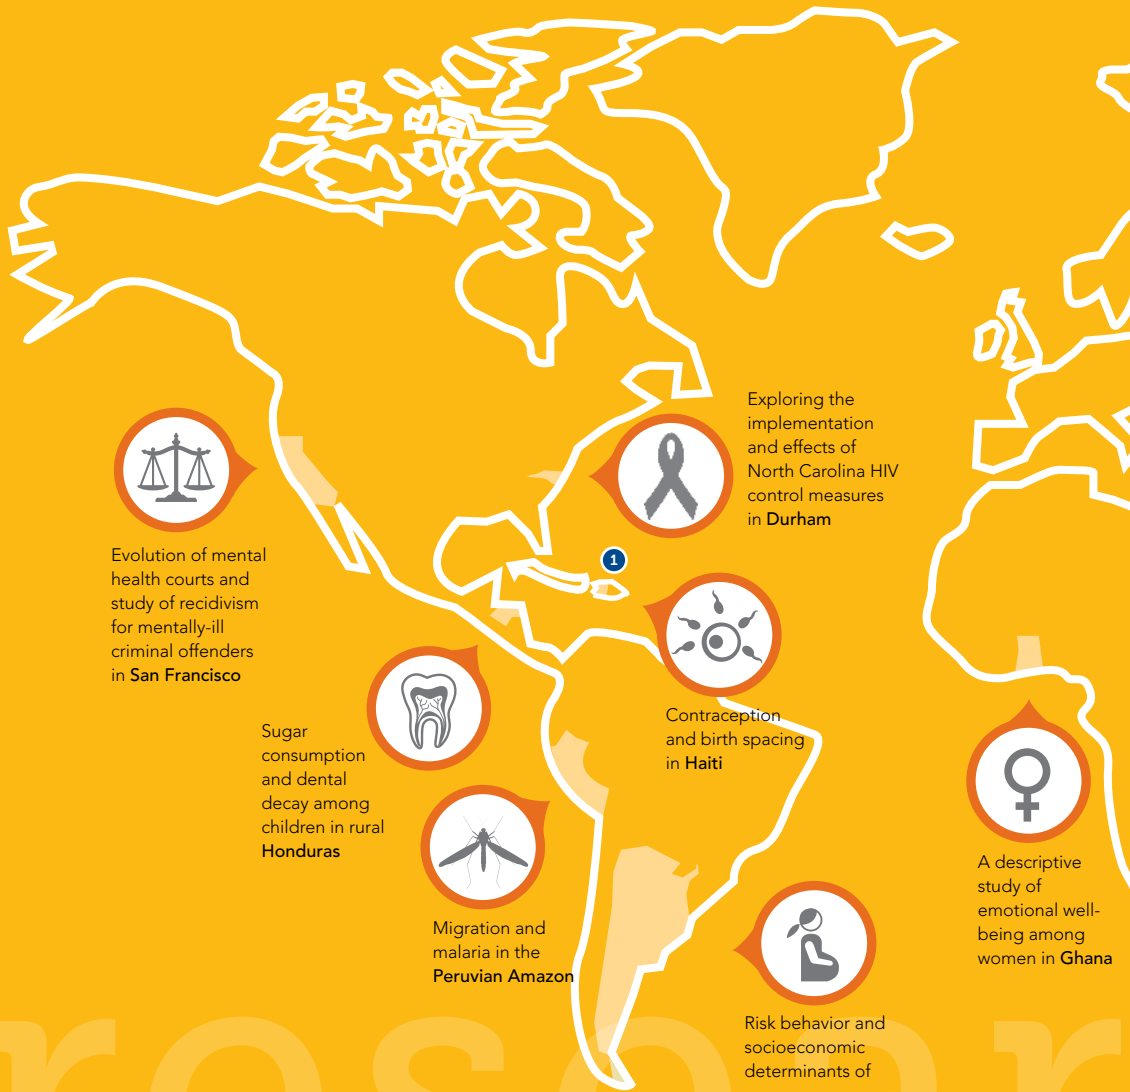 Exploring the
implementation
and effects of
North Carolina HIV
control measures
in Durham
1
Evolution of mental
health courts and
study of recidivism
for mentally-ill
criminal offenders
in San Francisco
Contraception
and birth spacing
in Haiti
Sugar
consumption
and dental
decay among
children in rural
Honduras
A descriptive
study of
emotional well-
being among
women in Ghana
Migration and
malaria in the
Peruvian Amazon
Risk behavior and
socioeconomic
determinants of